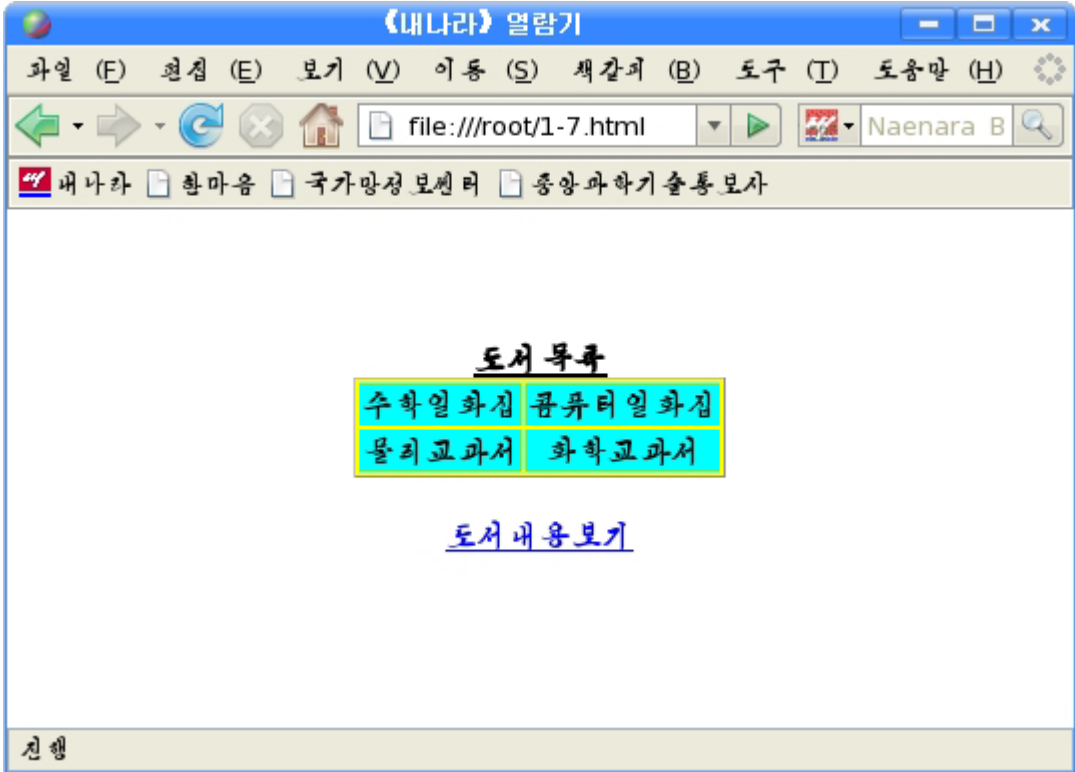 《내나라》 열람기
파일 (F) 편집 (E) 보기 (V) 이동 (S) 책갈피 (B) 도구 (T) 도움말 (H)
file:///root/1-7.html Naenara B
내나라 한마음 국가망정보쎈터 중앙과학기술통보사
도서목록
수학일화집 콤퓨터일화집
물리교과서 화학교과서
도서내용보기
진행